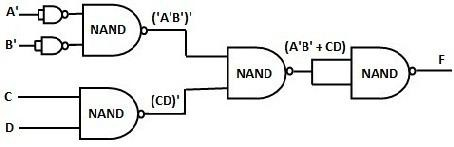 A'
B'
NAND
('A'B')'
C
D
NAND
(CD)'
NAND
(A'B' + CD)
NAND
F